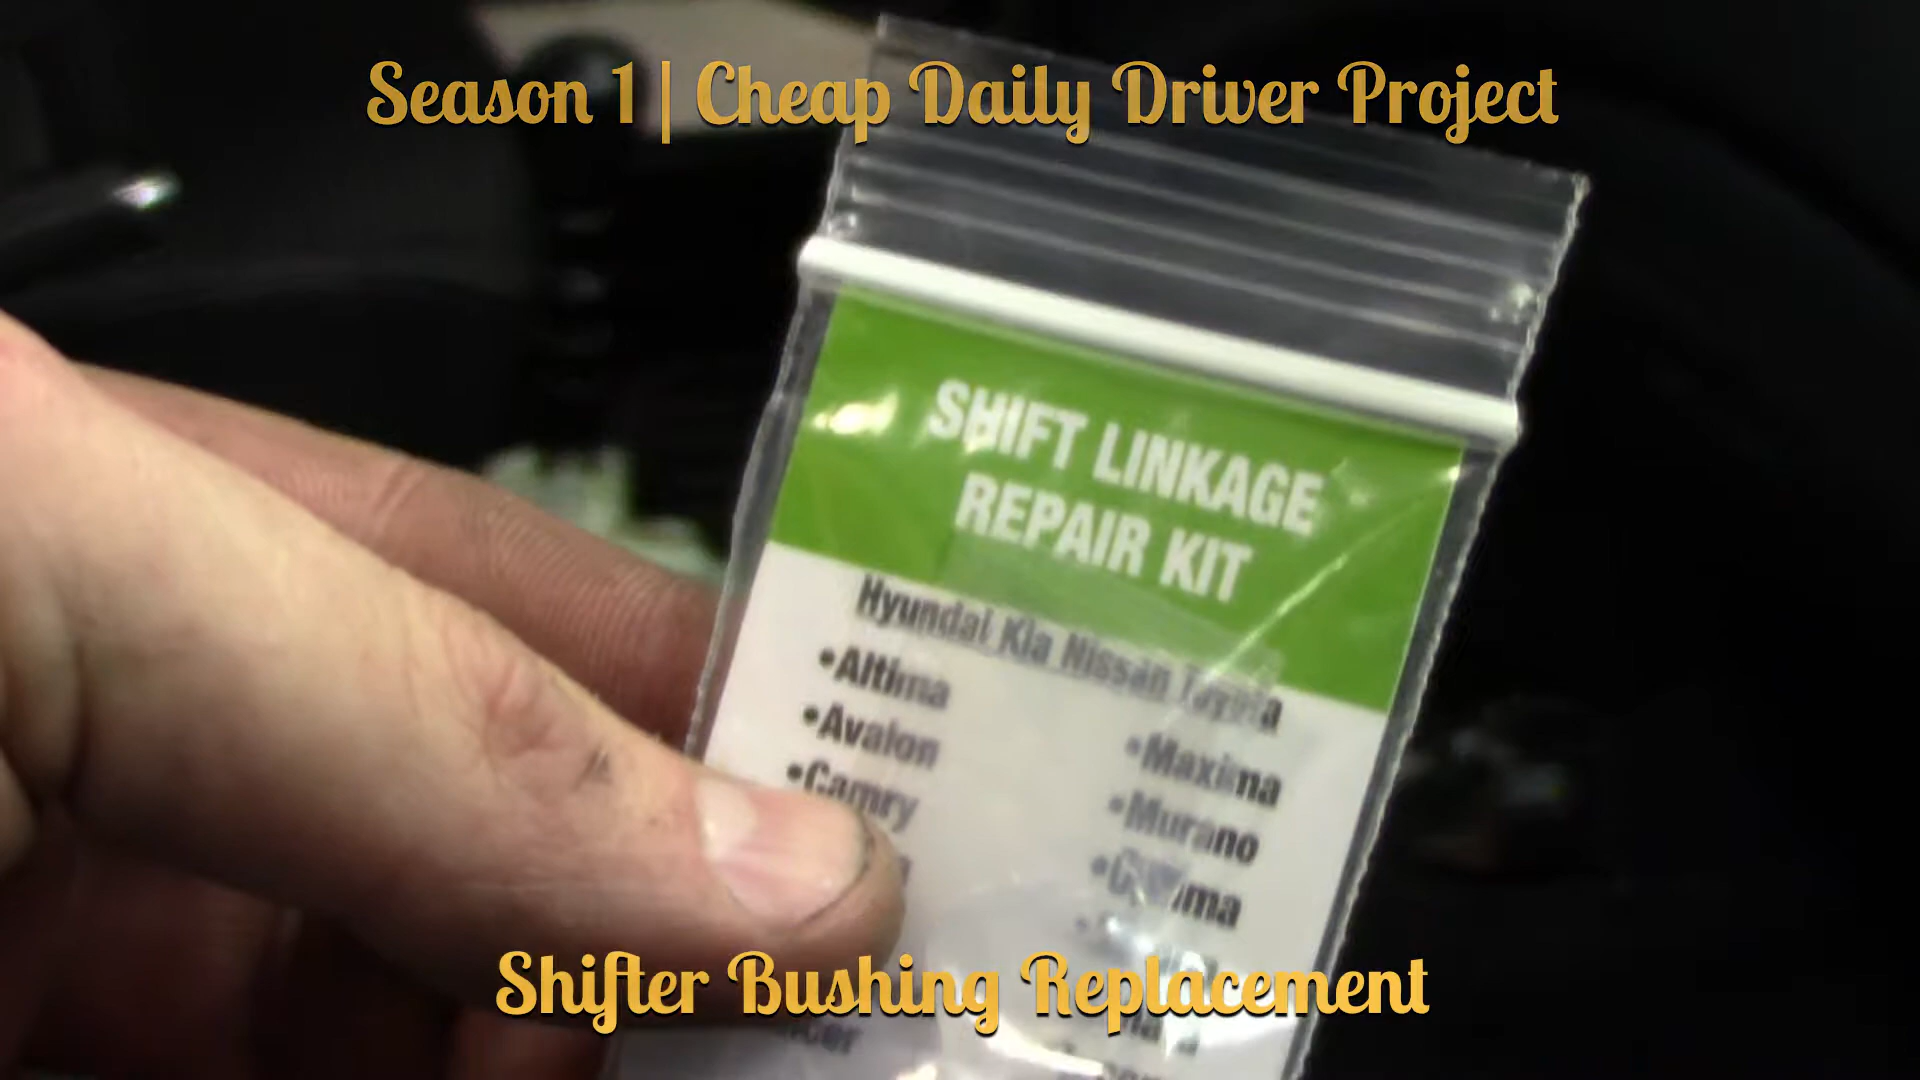 Season 1 | Cheap Daily Driver Project
SHIFT LINKAGE
REPAIR KIT
Hyundai Kia Nissan Toyota
•Altima
•Avalon
•Camry
•Maxima
•Murano
Shifter Bushing Replacement